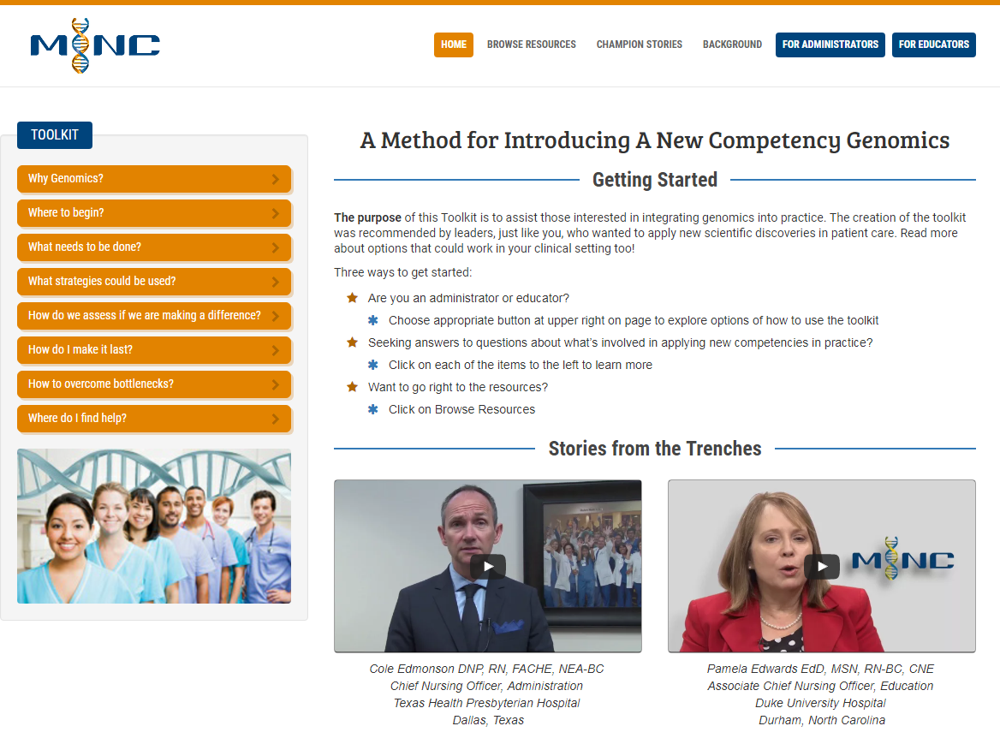 MINC
HOME
BROWSE RESOURCES
CHAMPION STORIES
BACKGROUND
FOR ADMINISTRATORS
FOR EDUCATORS
TOOLKIT
Why Genomics?
Where to begin?
What needs to be done?
What strategies could be used?
How do we assess if we are making a difference?
How do I make it last?
How to overcome bottlenecks?
Where do I find help?
A Method for Introducing A New Competency Genomics
Getting Started
The purpose of this Toolkit is to assist those interested in integrating genomics into practice. The creation of the toolkit
was recommended by leaders, just like you, who wanted to apply new scientific discoveries in patient care. Read more
about options that could work in your clinical setting too!
Three ways to get started:
Are you an administrator or educator?
Choose appropriate button at upper right on page to explore options of how to use the toolkit
Seeking answers to questions about what's involved in applying new competencies in practice?
Click on each of the items to the left to learn more
Want to go right to the resources?
Click on Browse Resources
Stories from the Trenches
MINC
Cole Edmonson DNP, RN, FACHE, NEA-BC
Chief Nursing Officer, Administration
Texas Health Presbyterian Hospital
Dallas, Texas
Pamela Edwards EdD, MSN, RN-BC, CNE
Associate Chief Nursing Officer, Education
Duke University Hospital
Durham, North Carolina